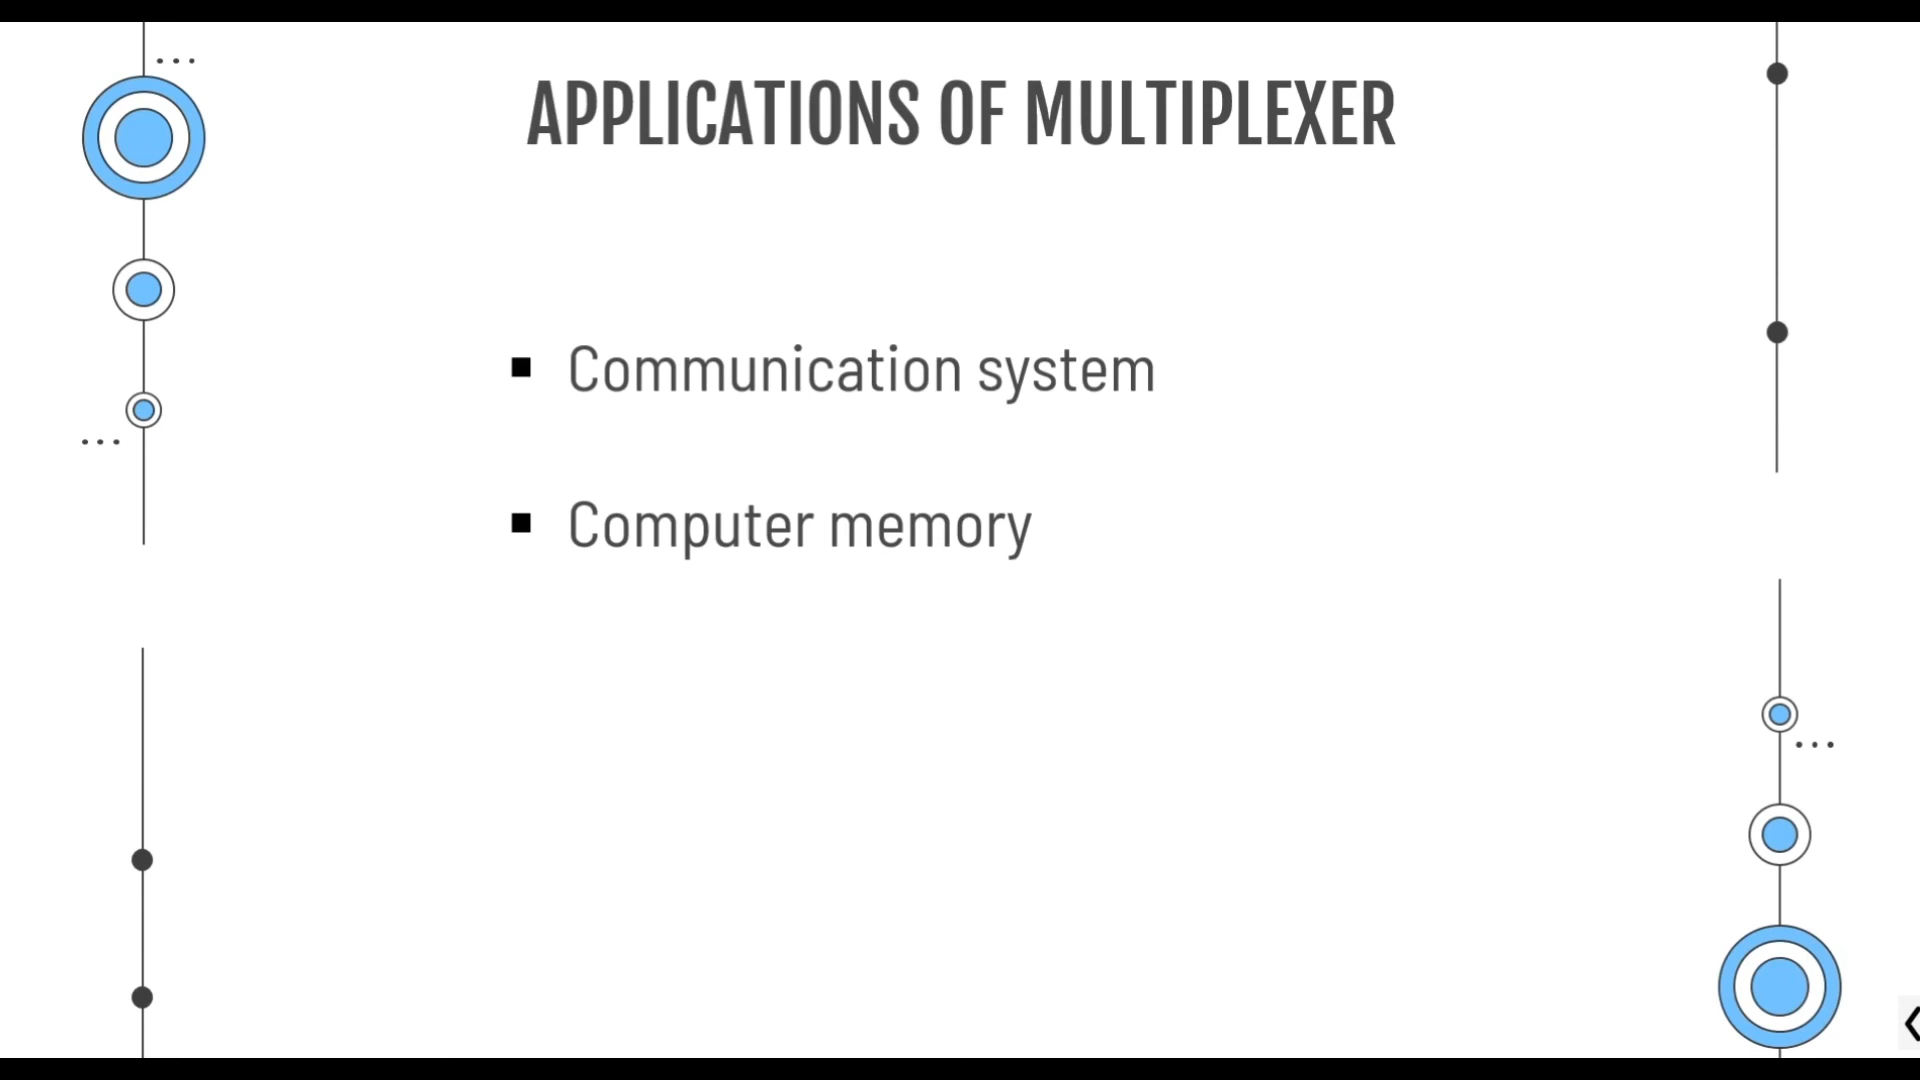 APPLICATIONS OF MULTIPLEXER
▪ Communication system
▪ Computer memory